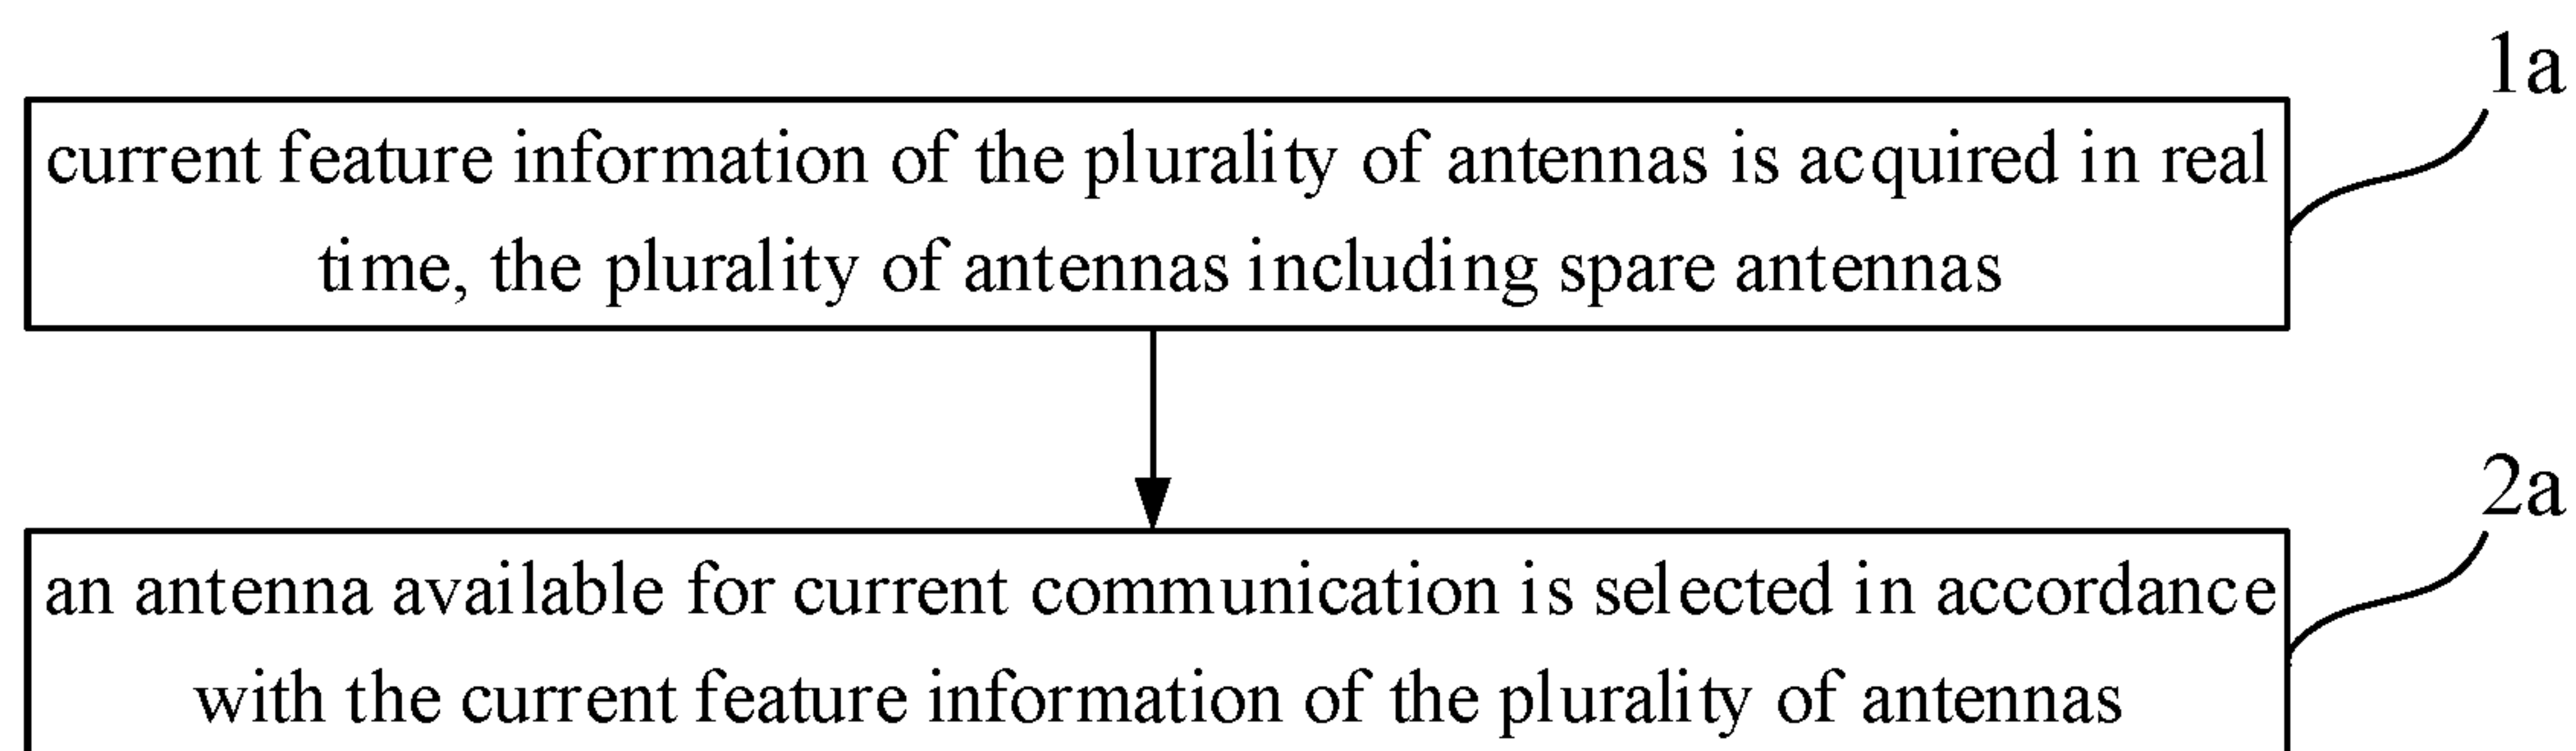 1a
current feature information of the plurality of antennas is acquired in real
time, the plurality of antennas including spare antennas
2a
an antenna available for current communication is selected in accordance
with the current feature information of the plurality of antennas